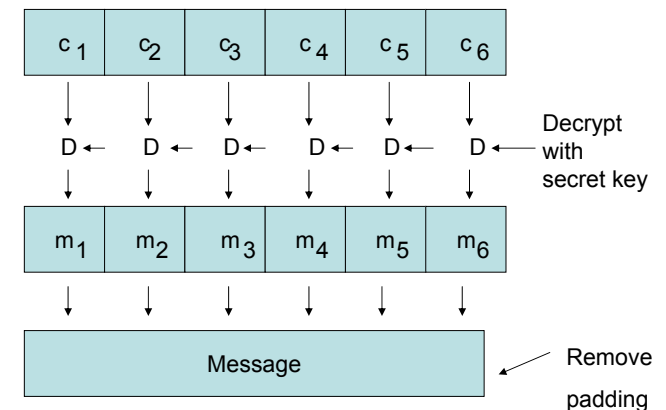 c1 c2 c3 c4 c5 c6
D D D D D D
Decrypt
with
secret key
m1 m2 m3 m4 m5 m6
Message
Remove
padding